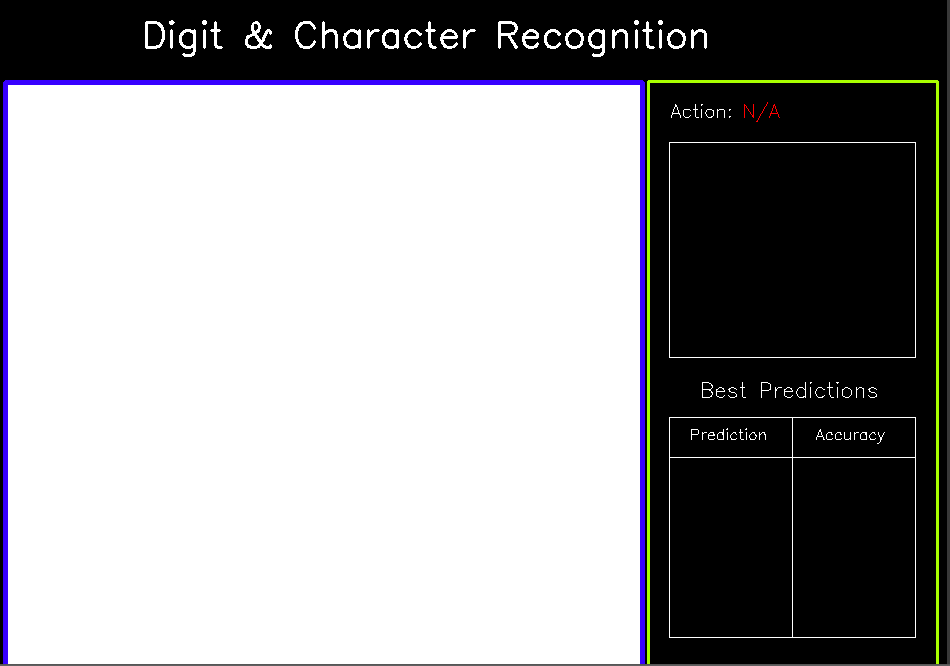 Digit & Character Recognition
Action: N/A
Best Predictions
Prediction Accuracy